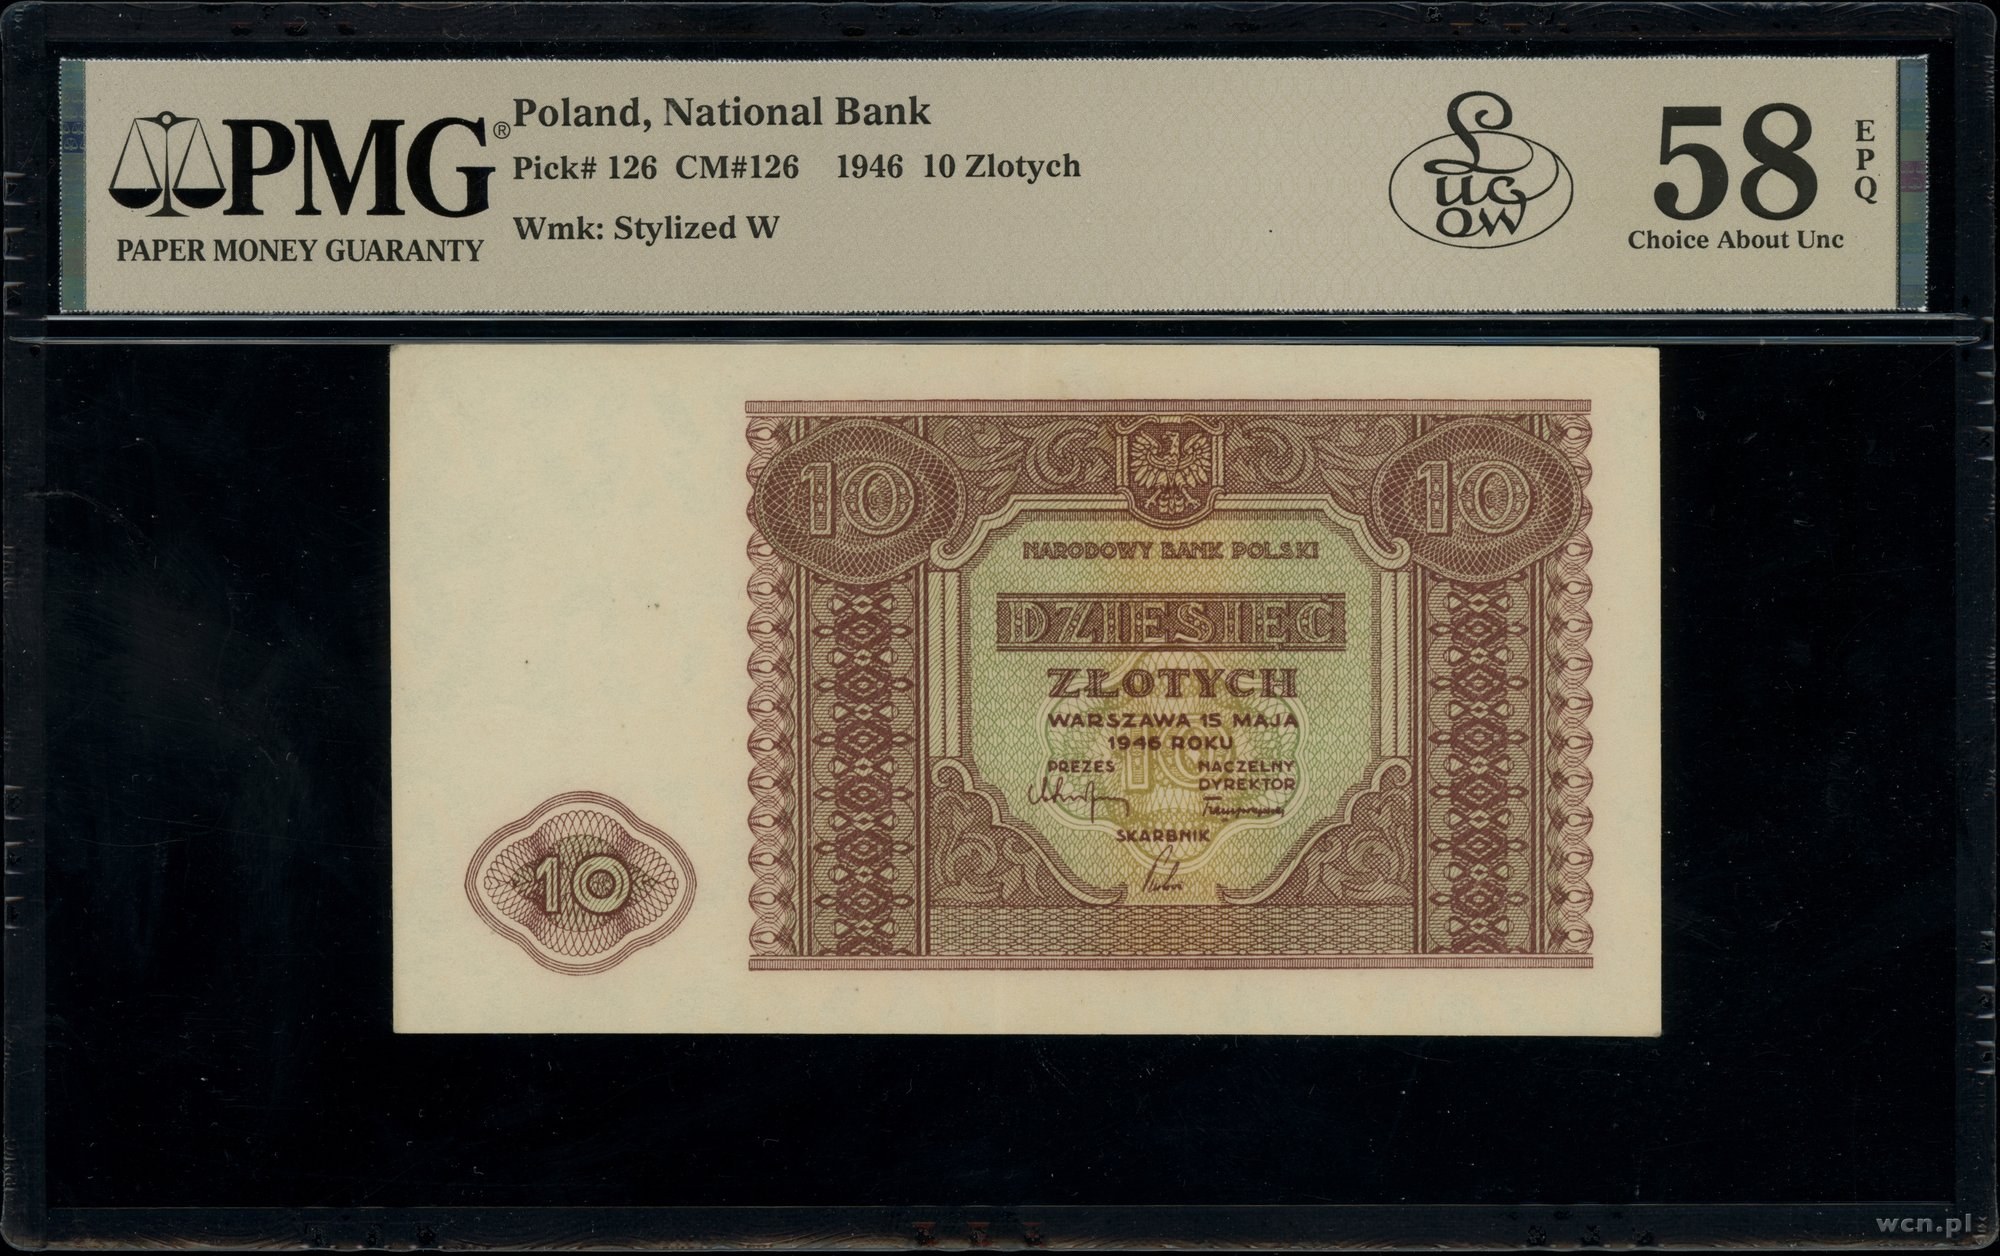 PMG®
PAPER MONEY GUARANTY
Poland, National Bank
Pick# 126 CM#126 1946 10 Zlotych
Wmk: Stylized W
Lucow
58
EPQ
Choice About Unc
10
10
NARODOWY BANK POLSKI
DZIESIĘĆ
ZŁOTYCH
WARSZAWA 15 MAJA
1946 ROKU
PREZES
NACZELNY
DYREKTOR
SKARBNIK
10
10
wcn.pl